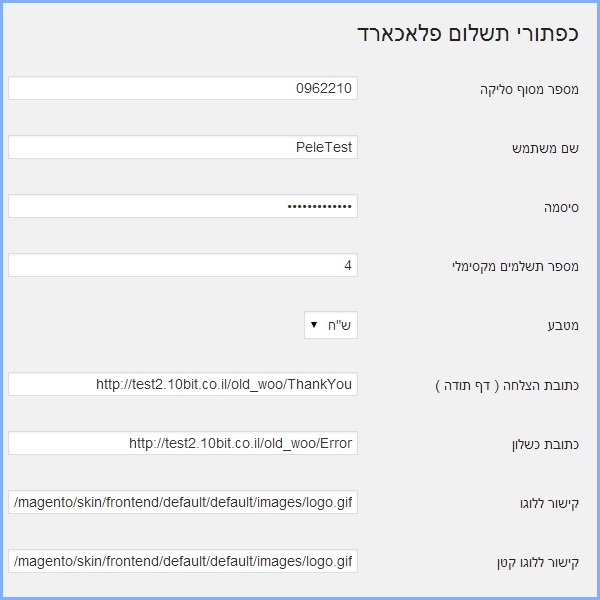 כפתורי תשלום פלאכארד
מספר מסוף סליקה 0962210
שם משתמש PeleTest
סיסמה •••••••••••••
מספר תשלמים מקסימלי 4
מטבע ש"ח
כתובת הצלחה ( דף תודה ) http://test2.10bit.co.il/old_woo/ThankYou
כתובת כשלון http://test2.10bit.co.il/old_woo/Error
קישור ללוגו /magento/skin/frontend/default/default/images/logo.gif
קישור ללוגו קטן /magento/skin/frontend/default/default/images/logo.gif